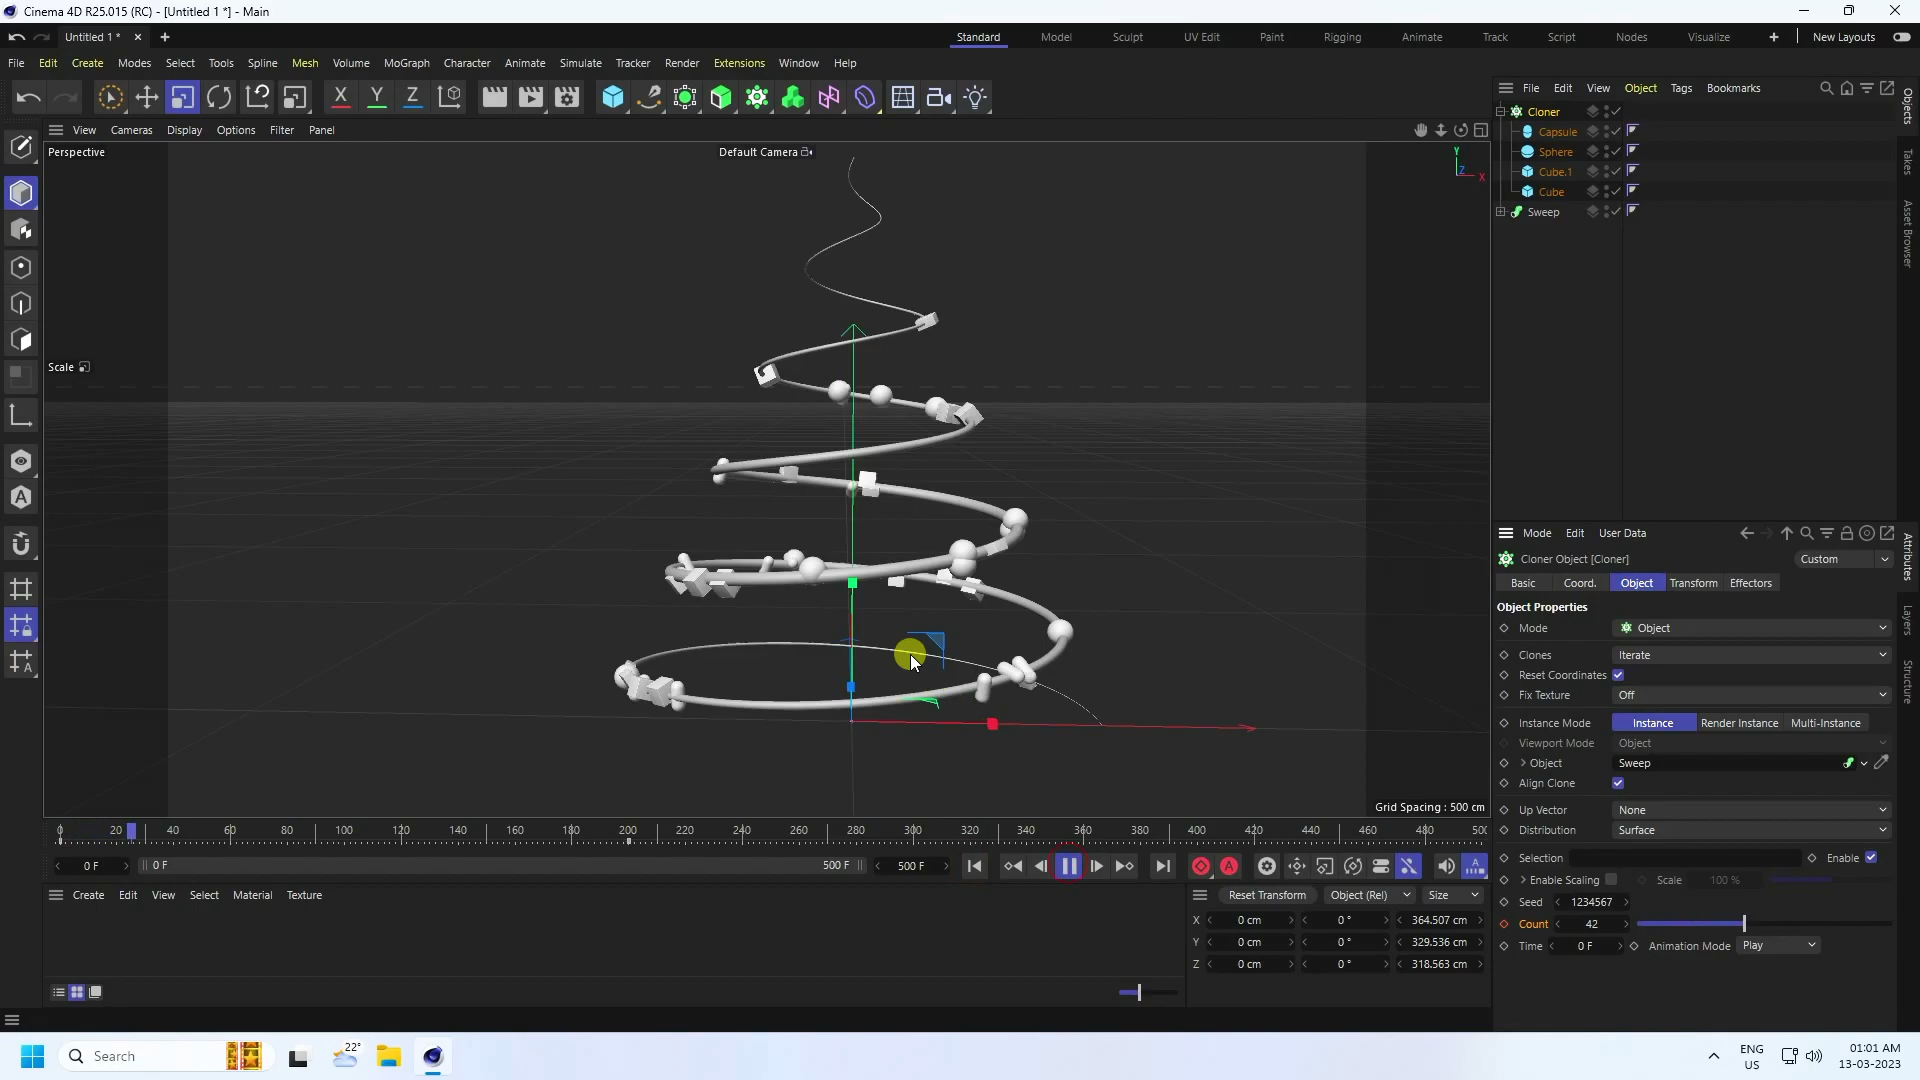 Cinema 4D R25.015 (RC) - [Untitled 1 *] - Main
Untitled 1 *
Standard Model Sculpt UV Edit Paint Rigging Animate Track Script Nodes Visualize New Layouts
File Edit Create Modes Select Tools Spline Mesh Volume MoGraph Character Animate Simulate Tracker Render Extensions Window Help
X Y Z
File Edit View Object Tags Bookmarks
View Cameras Display Options Filter Panel
Perspective
Default Camera
Y
Z
X
Scale
Grid Spacing : 500 cm
Cloner
Capsule
Sphere
Cube.1
Cube
Sweep
Objects
Takes
Asset Browser
Mode Edit User Data
Cloner Object [Cloner]
Custom
Basic Coord. Object Transform Effectors
Object Properties
Mode Object
Clones Iterate
Reset Coordinates
Fix Texture Off
Instance Mode Instance Render Instance Multi-Instance
Viewport Mode Object
Object Sweep
Align Clone
Up Vector None
Distribution Surface
Selection Enable
Enable Scaling Scale 100 %
Seed 1234567
Count 42
Time 0 F Animation Mode Play
Attributes
Layers
Structure
0 20 40 60 80 100 120 140 160 180 200 220 240 260 280 300 320 340 360 380 400 420 440 460 480 500
0 F 0 F 500 F 500 F
Create Edit View Select Material Texture
Reset Transform Object (Rel) Size
X 0 cm 0 ° 364.507 cm
Y 0 cm 0 ° 329.536 cm
Z 0 cm 0 ° 318.563 cm
Search
22°
ENG
US
01:01 AM
13-03-2023